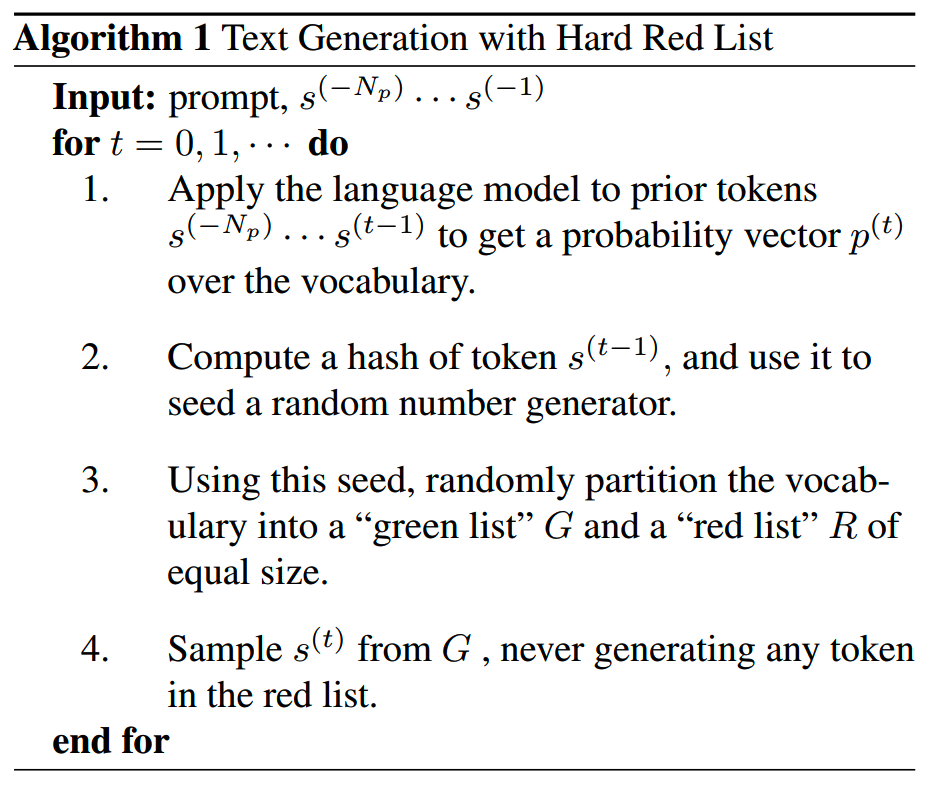 Algorithm 1 Text Generation with Hard Red List
Input: prompt, s^{(−N_p)} ⋯ s^{(−1)}
for t = 0, 1, ⋯ do
1. Apply the language model to prior tokens
s^{(−N_p)} ⋯ s^{(t−1)} to get a probability vector p^{(t)}
over the vocabulary.
2. Compute a hash of token s^{(t−1)}, and use it to
seed a random number generator.
3. Using this seed, randomly partition the vocab-
ulary into a “green list” G and a “red list” R of
equal size.
4. Sample s^{(t)} from G , never generating any token
in the red list.
end for